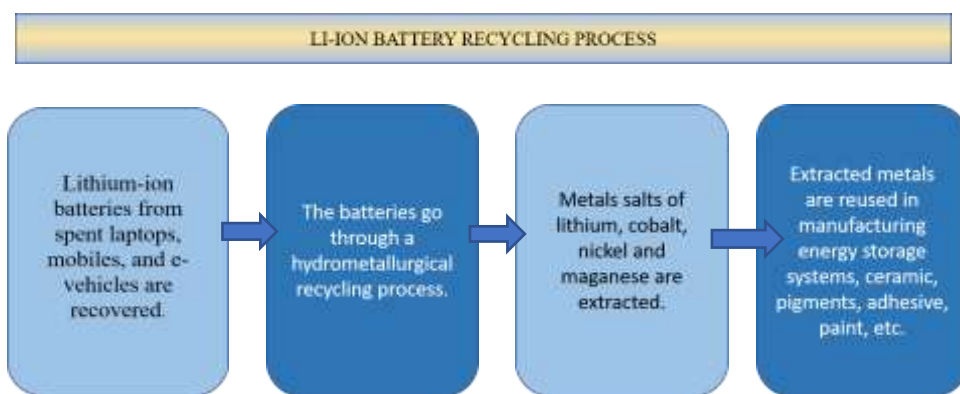 LI-ION BATTERY RECYCLING PROCESS
Lithium-ion
batteries from
spent laptops,
mobiles, and e-
vehicles are
recovered.
The batteries go
through a
hydrometallurgical
recycling process.
Metals salts of
lithium, cobalt,
nickel and
maganese are
extracted.
Extracted metals
are reused in
manufacturing
energy storage
systems, ceramic,
pigments, adhesive,
paint, etc.